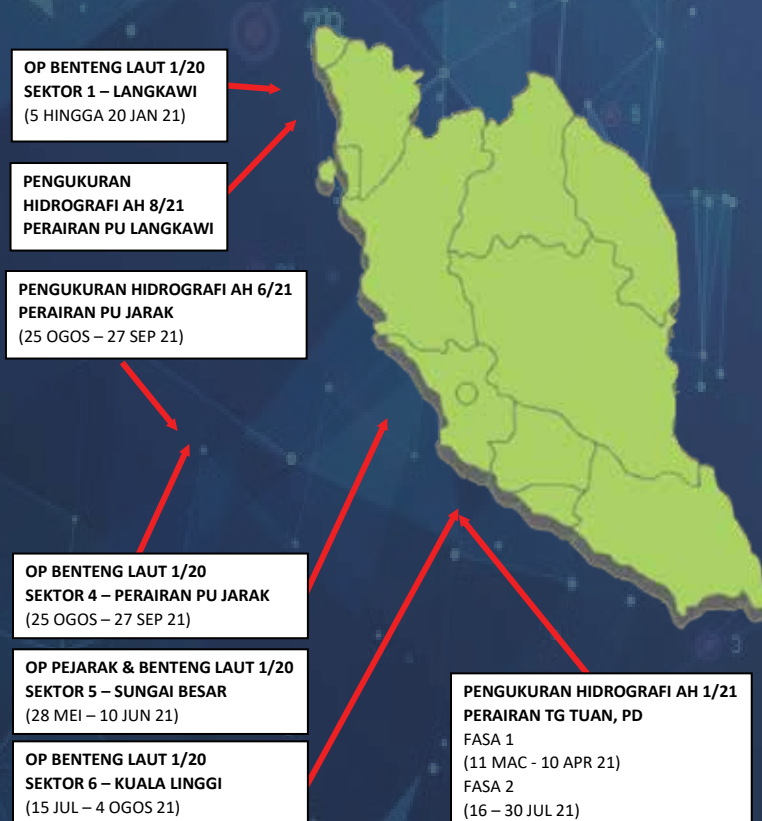 OP BENTENG LAUT 1/20
SEKTOR 1 – LANGKAWI
(5 HINGGA 20 JAN 21)
PENGUKURAN
HIDROGRAFI AH 8/21
PERAIRAN PU LANGKAWI
PENGUKURAN HIDROGRAFI AH 6/21
PERAIRAN PU JARAK
(25 OGOS – 27 SEP 21)
OP BENTENG LAUT 1/20
SEKTOR 4 – PERAIRAN PU JARAK
(25 OGOS – 27 SEP 21)
OP PEJARAK & BENTENG LAUT 1/20
SEKTOR 5 – SUNGAI BESAR
(28 MEI – 10 JUN 21)
OP BENTENG LAUT 1/20
SEKTOR 6 – KUALA LINGGI
(15 JUL – 4 OGOS 21)
PENGUKURAN HIDROGRAFI AH 1/21
PERAIRAN TG TUAN, PD
FASA 1
(11 MAC - 10 APR 21)
FASA 2
(16 – 30 JUL 21)
3